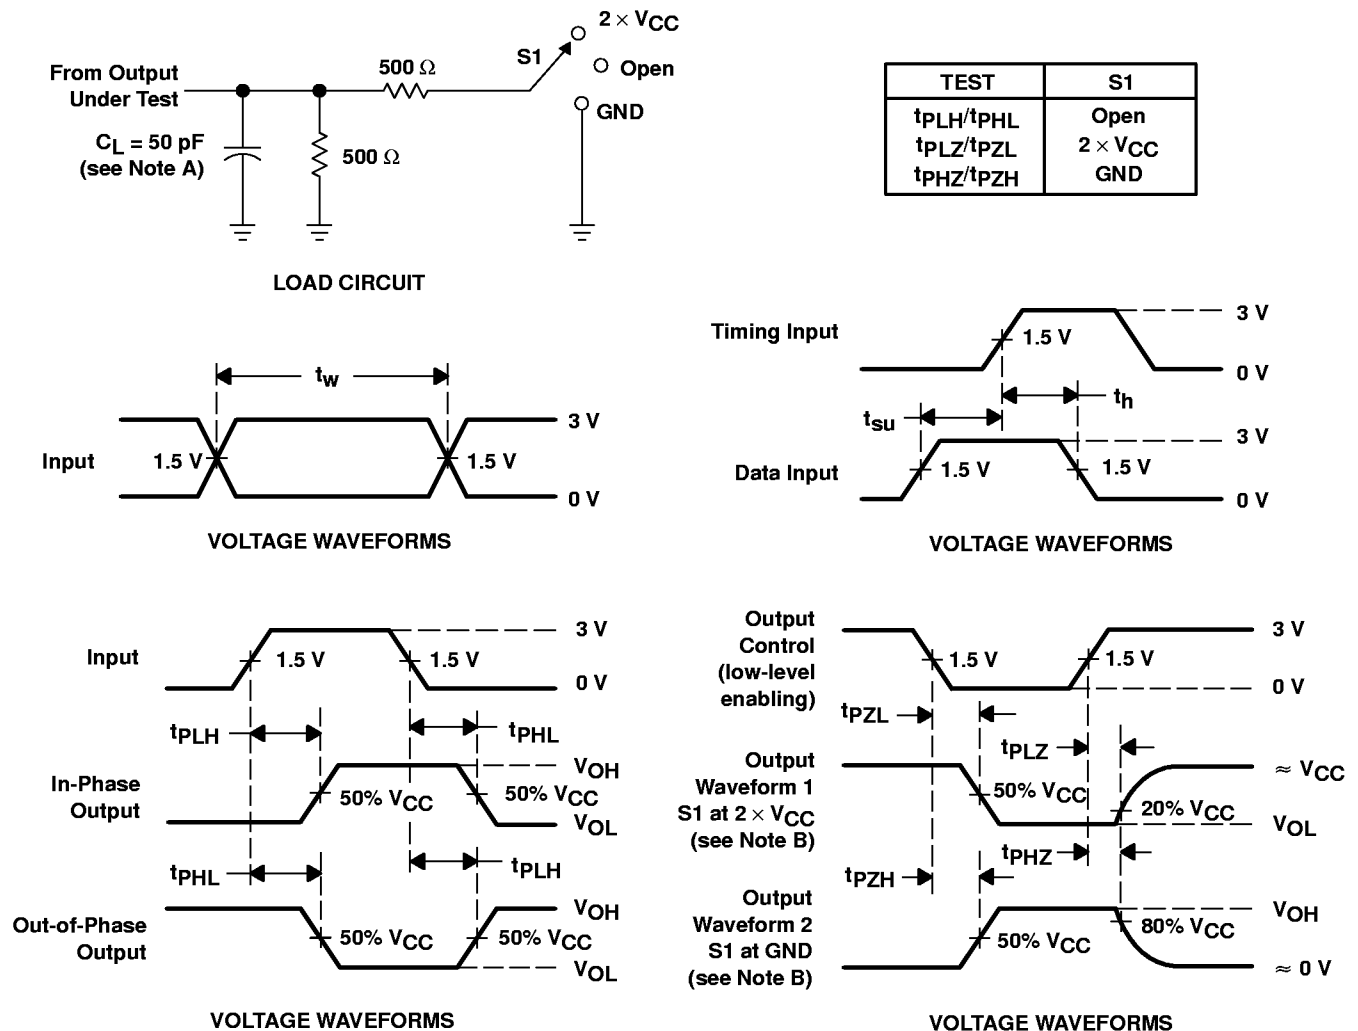 2 × VCC
S1
Open
GND
500 Ω
From Output
Under Test
CL = 50 pF
(see Note A)
500 Ω
LOAD CIRCUIT
TEST S1
tPLH/tPHL Open
tPLZ/tPZL 2 × VCC
tPHZ/tPZH GND
tw
Input
1.5 V
1.5 V
3 V
0 V
VOLTAGE WAVEFORMS
Timing Input
1.5 V
3 V
0 V
th
tsu
Data Input
1.5 V
1.5 V
3 V
0 V
VOLTAGE WAVEFORMS
Input
1.5 V
1.5 V
3 V
0 V
tPLH
tPHL
In-Phase
Output
50% VCC
50% VCC
VOH
VOL
tPHL
tPLH
Out-of-Phase
Output
50% VCC
50% VCC
VOH
VOL
VOLTAGE WAVEFORMS
Output
Control
(low-level
enabling)
1.5 V
1.5 V
3 V
0 V
tPZL
tPLZ
Output
Waveform 1
S1 at 2 × VCC
(see Note B)
50% VCC
20% VCC
≈ VCC
VOL
tPHZ
tPZH
Output
Waveform 2
S1 at GND
(see Note B)
50% VCC
80% VCC
VOH
≈ 0 V
VOLTAGE WAVEFORMS